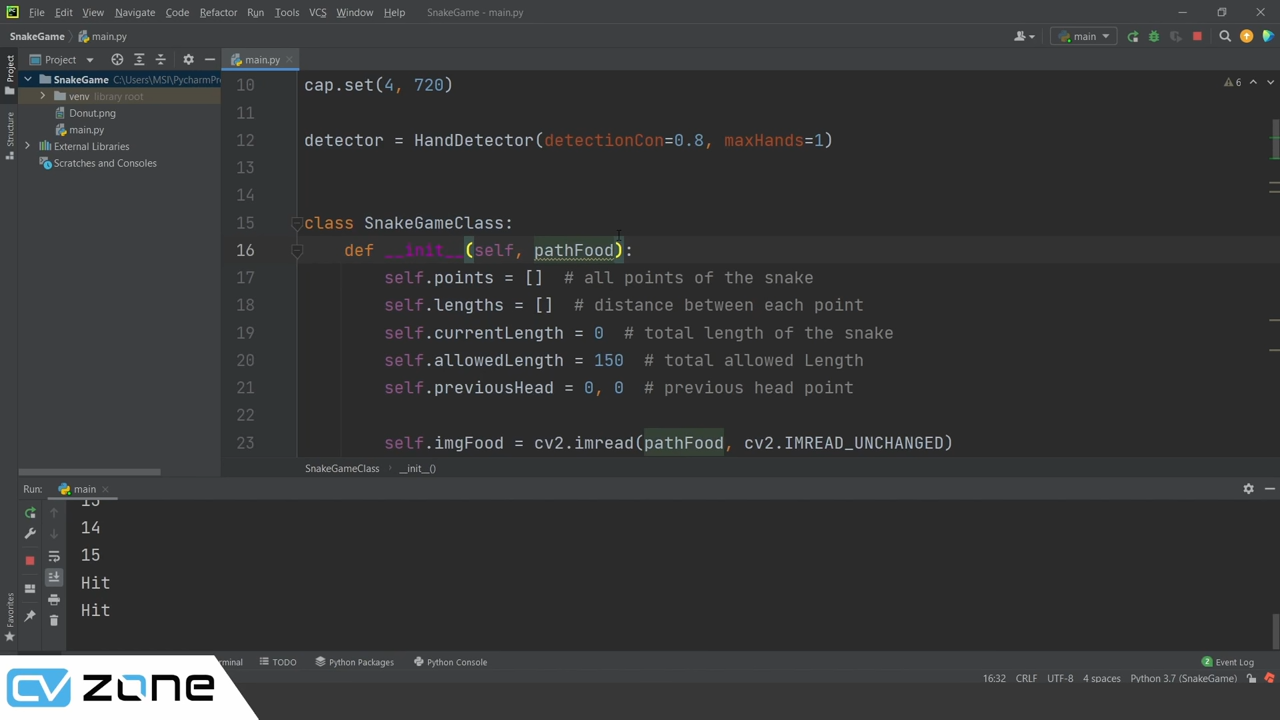 File Edit View Navigate Code Refactor Run Tools VCS Window Help SnakeGame - main.py
SnakeGame main.py main
Project main.py
SnakeGame C:\Users\MSI\PycharmPr
venv library root
Donut.png
main.py
External Libraries
Scratches and Consoles
Project
Structure
Favorites
6
10 cap.set(4, 720)
11
12 detector = HandDetector(detectionCon=0.8, maxHands=1)
13
14
15 class SnakeGameClass:
16 def __init__(self, pathFood):
17 self.points = [] # all points of the snake
18 self.lengths = [] # distance between each point
19 self.currentLength = 0 # total length of the snake
20 self.allowedLength = 150 # total allowed Length
21 self.previousHead = 0, 0 # previous head point
22
23 self.imgFood = cv2.imread(pathFood, cv2.IMREAD_UNCHANGED)
SnakeGameClass __init__()
Run: main
14
15
Hit
Hit
TODO Python Packages Python Console 2 Event Log
16:32 CRLF UTF-8 4 spaces Python 3.7 (SnakeGame)
CV ZONE